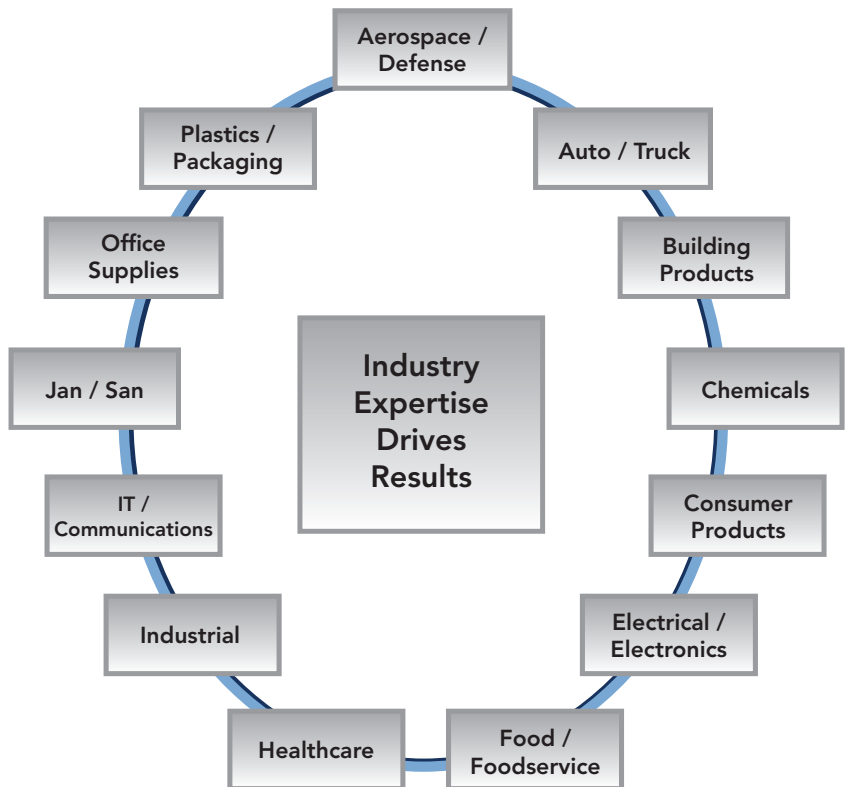 Aerospace /
Defense
Auto / Truck
Building
Products
Chemicals
Consumer
Products
Electrical /
Electronics
Food /
Foodservice
Healthcare
Industrial
IT /
Communications
Jan / San
Office
Supplies
Plastics /
Packaging
Industry
Expertise
Drives
Results